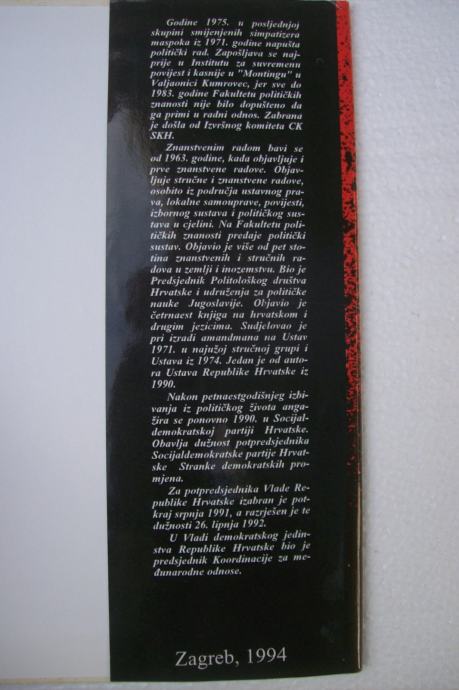 Godine 1975. u posljednjoj
skupini smijenjenih simpatizera
maspoka iz 1971. godine napušta
politički rad. Zapošljava se naj-
prije u Institutu za suvremenu
povijest i kasnije u "Montingu" u
Valjaonici Kumrovec, jer sve do
1983. godine Fakultetu političkih
znanosti nije bilo dopušteno da
ga primi u radni odnos. Zabrana
je došla od Izvršnog komiteta CK
SKH.
Znanstvenim radom bavi se
od 1963. godine, kada objavljuje i
prve znanstvene radove. Objav-
ljuje stručne i znanstvene radove,
osobito iz područja ustavnog pra-
va, lokalne samouprave, povijesti,
izbornog sustava i političkog sus-
tava u cjelini. Na Fakultetu poli-
tičkih znanosti predaje politički
sustav. Objavio je više od pet sto-
tina znanstvenih i stručnih ra-
dova u zemlji i inozemstvu. Bio je
Predsjednik Politološkog društva
Hrvatske i udruženja za političke
nauke Jugoslavije. Objavio je
četrnaest knjiga na hrvatskom i
drugim jezicima. Sudjelovao je
pri izradi amandmana na Ustav
1971. u najužoj stručnoj grupi i
Ustava iz 1974. Jedan je od auto-
ra Ustava Republike Hrvatske iz
1990.
Nakon petnaestgodišnjeg izbi-
vanja iz političkog života anga-
žira se ponovno 1990. u Socijal-
demokratskoj partiji Hrvatske.
Obavlja dužnost potpredsjednika
Socijaldemokratske partije Hrvat-
ske Stranke demokratskih pro-
mjena.
Za potpredsjednika Vlade Re-
publike Hrvatske izabran je pot-
kraj srpnja 1991, a razrješen je te
dužnosti 26. lipnja 1992.
U Vladi demokratskog jedin-
stva Republike Hrvatske bio je
predsjednik Koordinacije za me-
đunarodne odnose.
Zagreb, 1994